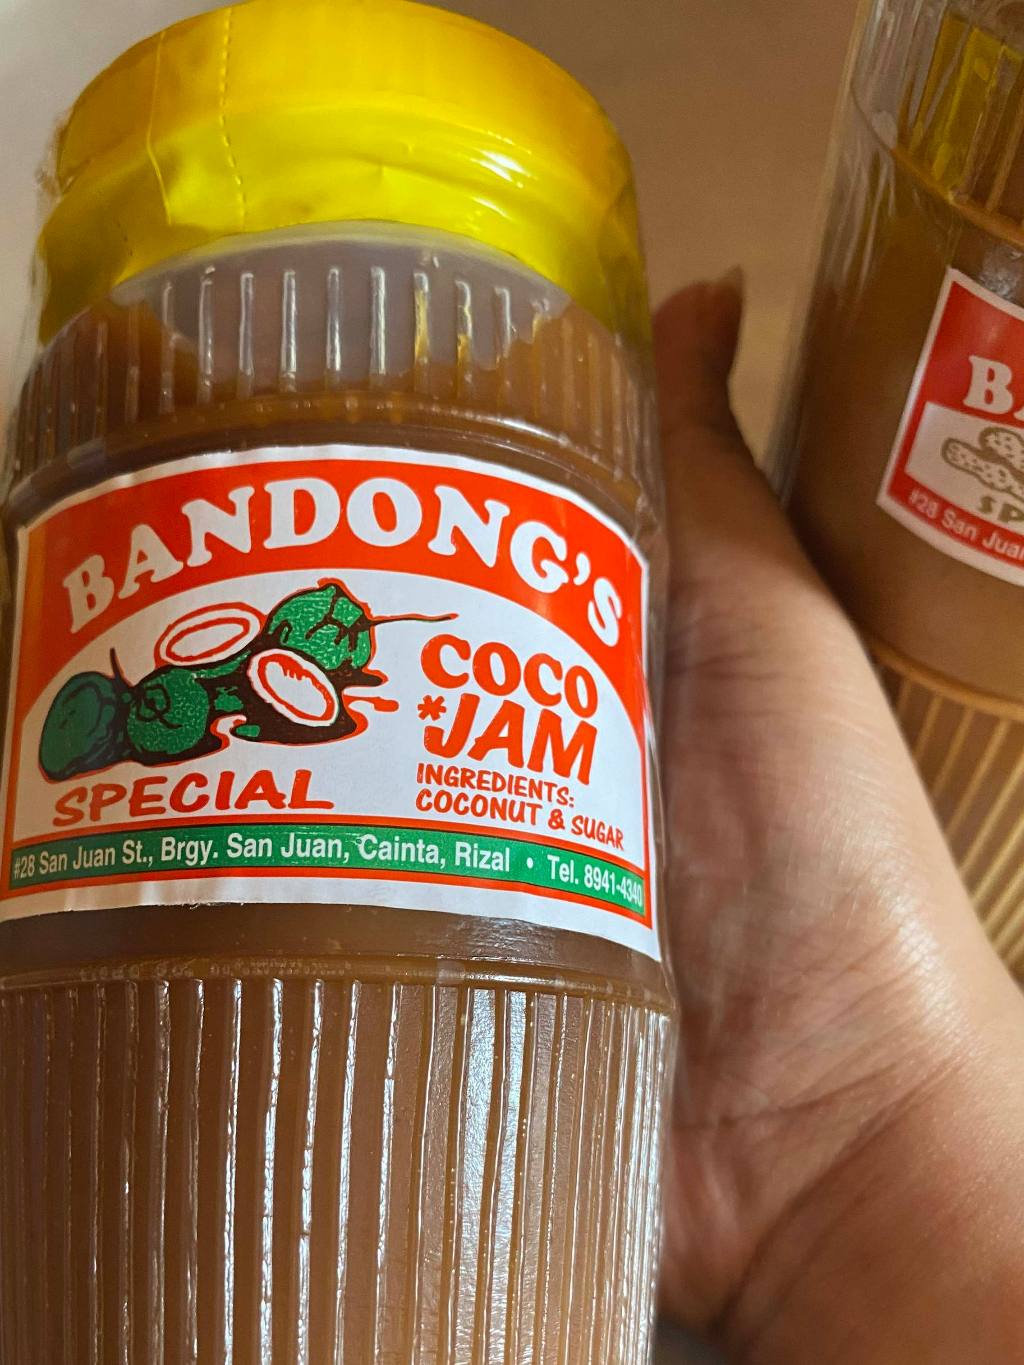 BANDONG'S
COCO
*JAM
SPECIAL
INGREDIENTS:
COCONUT & SUGAR
#28 San Juan St., Brgy. San Juan, Cainta, Rizal • Tel. 8941-4340
#28 San Juan